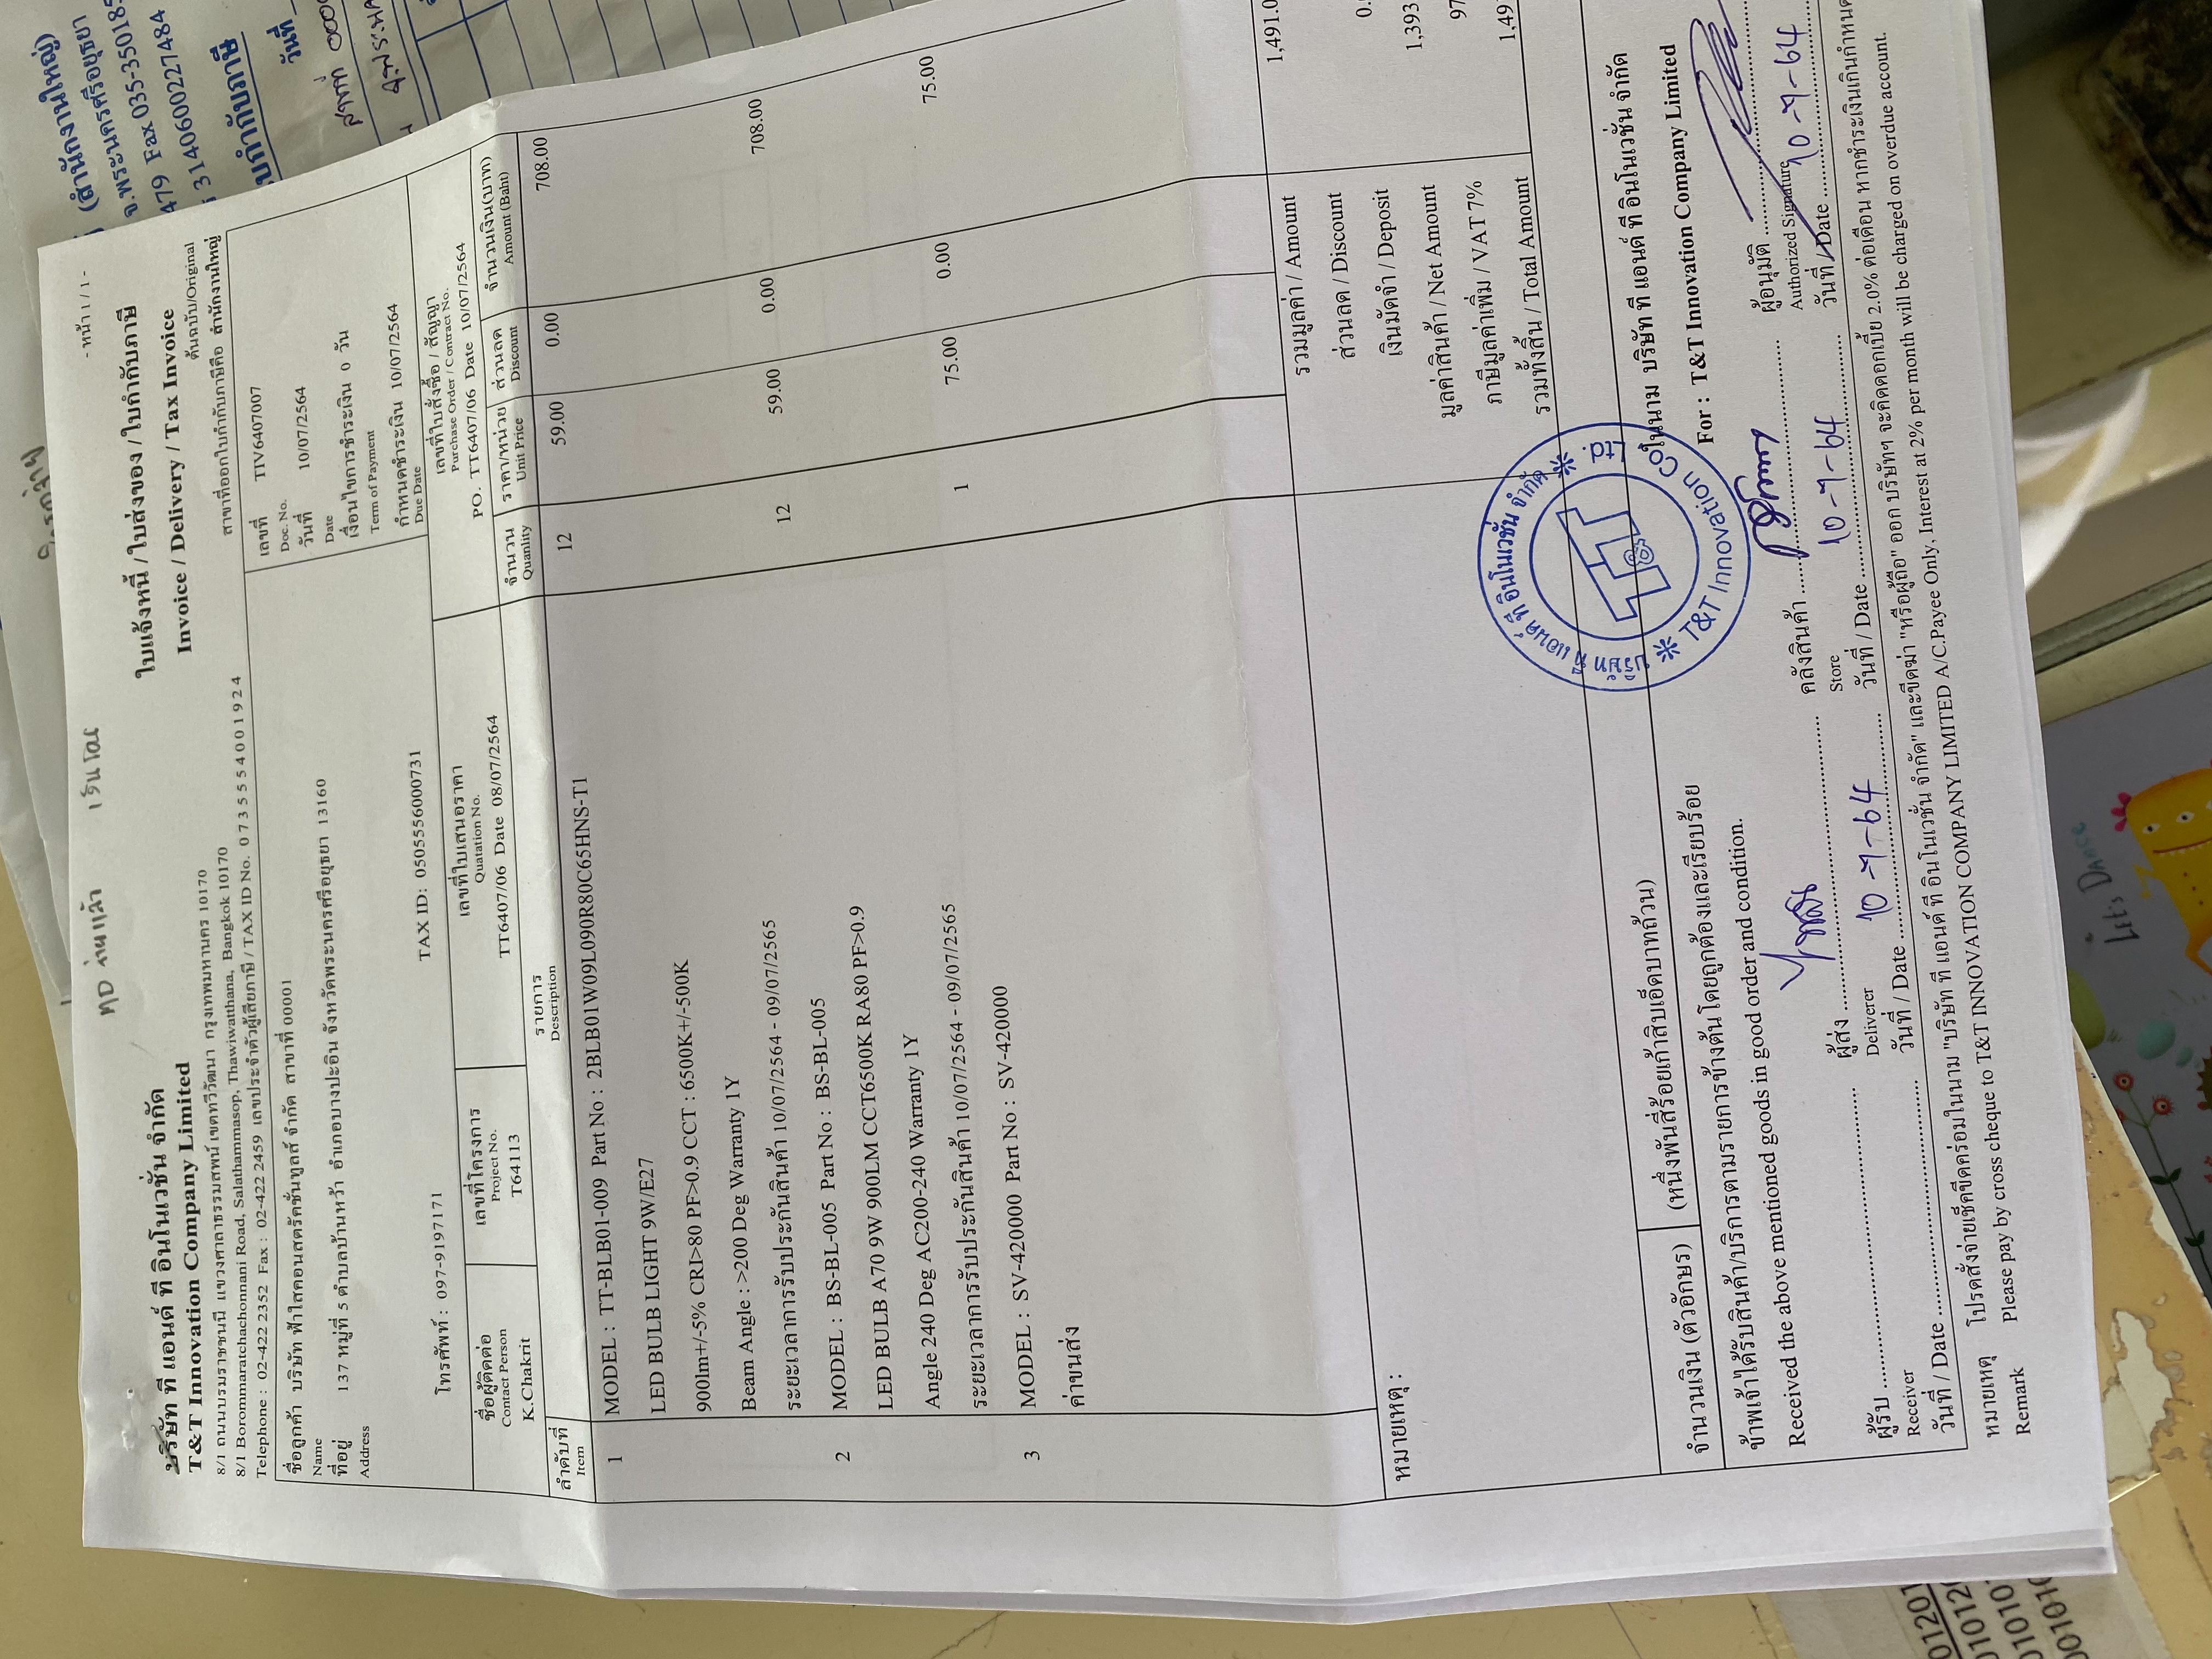 MD จ่ายแล้ว
- หน้า 1 / 1 -
บริษัท ที แอนด์ ที อินโนเวชั่น จำกัด
T&T Innovation Company Limited
8/1 ถนนบรมราชชนนี แขวงศาลาธรรมสพน์ เขตทวีวัฒนา กรุงเทพมหานคร 10170
8/1 Borommaratchachonnani Road, Salathammasop, Thawiwatthana, Bangkok 10170
Telephone : 02-422 2352 Fax : 02-422 2459 เลขประจำตัวผู้เสียภาษี / TAX ID No. 0735554001924
ใบแจ้งหนี้ / ใบส่งของ / ใบกำกับภาษี
Invoice / Delivery / Tax Invoice
ต้นฉบับ/Original
สาขาที่ออกใบกำกับภาษีคือ สำนักงานใหญ่
ชื่อลูกค้า บริษัท ฟ้าใสคอนสตรัคชั่นทูลส์ จำกัด สาขาที่ 00001
Name
ที่อยู่ 137 หมู่ที่ 5 ตำบลบ้านหว้า อำเภอบางปะอิน จังหวัดพระนครศรีอยุธยา 13160
Address
โทรศัพท์ : 097-9197171 TAX ID: 0505556000731
เลขที่ TIV6407007
Doc. No.
วันที่ 10/07/2564
Date
เงื่อนไขการชำระเงิน 0 วัน
Term of Payment
กำหนดชำระเงิน 10/07/2564
Due Date
ชื่อผู้ติดต่อ
Contact Person
K.Chakrit
เลขที่โครงการ
Project No.
T64113
เลขที่ใบเสนอราคา
Quatation No.
TT6407/06 Date 08/07/2564
เลขที่ใบสั่งซื้อ / สัญญา
Purchase Order / Contract No.
PO. TT6407/06 Date 10/07/2564
ลำดับที่ รายการ จำนวน ราคา/หน่วย ส่วนลด จำนวนเงิน(บาท)
Item Description Quanlity Unit Price Discount Amount (Baht)
1 MODEL : TT-BLB01-009 Part No : 2BLB01W09L090R80C65HNS-T1 12 59.00 0.00 708.00
LED BULB LIGHT 9W/E27
900lm+/-5% CRI>80 PF>0.9 CCT : 6500K+/-500K
Beam Angle : >200 Deg Warranty 1Y
ระยะเวลาการรับประกันสินค้า 10/07/2564 - 09/07/2565
2 MODEL : BS-BL-005 Part No : BS-BL-005 12 59.00 0.00 708.00
LED BULB A70 9W 900LM CCT6500K RA80 PF>0.9
Angle 240 Deg AC200-240 Warranty 1Y
ระยะเวลาการรับประกันสินค้า 10/07/2564 - 09/07/2565
3 MODEL : SV-420000 Part No : SV-420000 1 75.00 0.00 75.00
ค่าขนส่ง
หมายเหตุ :
รวมมูลค่า / Amount 1,491.0
ส่วนลด / Discount
เงินมัดจำ / Deposit 0.
มูลค่าสินค้า / Net Amount 1,393
ภาษีมูลค่าเพิ่ม / VAT 7% 97
รวมทั้งสิ้น / Total Amount 1,49
บริษัท ที แอนด์ ที อินโนเวชั่น จำกัด
T&T
T&T Innovation Co. Ltd.
จำนวนเงิน (ตัวอักษร) (หนึ่งพันสี่ร้อยเก้าสิบเอ็ดบาทถ้วน)
ข้าพเจ้าได้รับสินค้า/บริการตามรายการข้างต้นโดยถูกต้องและเรียบร้อย
Received the above mentioned goods in good order and condition.
ในนาม บริษัท ที แอนด์ ที อินโนเวชั่น จำกัด
For : T&T Innovation Company Limited
ผู้รับ
Receiver
วันที่ / Date
ผู้ส่ง
Deliverer
วันที่ / Date 10-7-64
คลังสินค้า
Store
วันที่ / Date 10-7-64
ผู้อนุมัติ
Authorized Signature
วันที่ / Date 10-7-64
หมายเหตุ โปรดสั่งจ่ายเช็คขีดคร่อมในนาม "บริษัท ที แอนด์ ที อินโนเวชั่น จำกัด" และขีดฆ่า "หรือผู้ถือ" ออก บริษัทฯ จะคิดดอกเบี้ย 2.0% ต่อเดือน หากชำระเงินเกินกำหนด
Remark Please pay by cross cheque to T&T INNOVATION COMPANY LIMITED A/C.Payee Only, Interest at 2% per month will be charged on overdue account.
(สำนักงานใหญ่)
จ.พระนครศรีอยุธยา
479 Fax 035-350185
3140600227484
บกำกับภาษี
วันที่
สาขาที่ 0000
01201
01012
01010
001010
LET'S DANCE